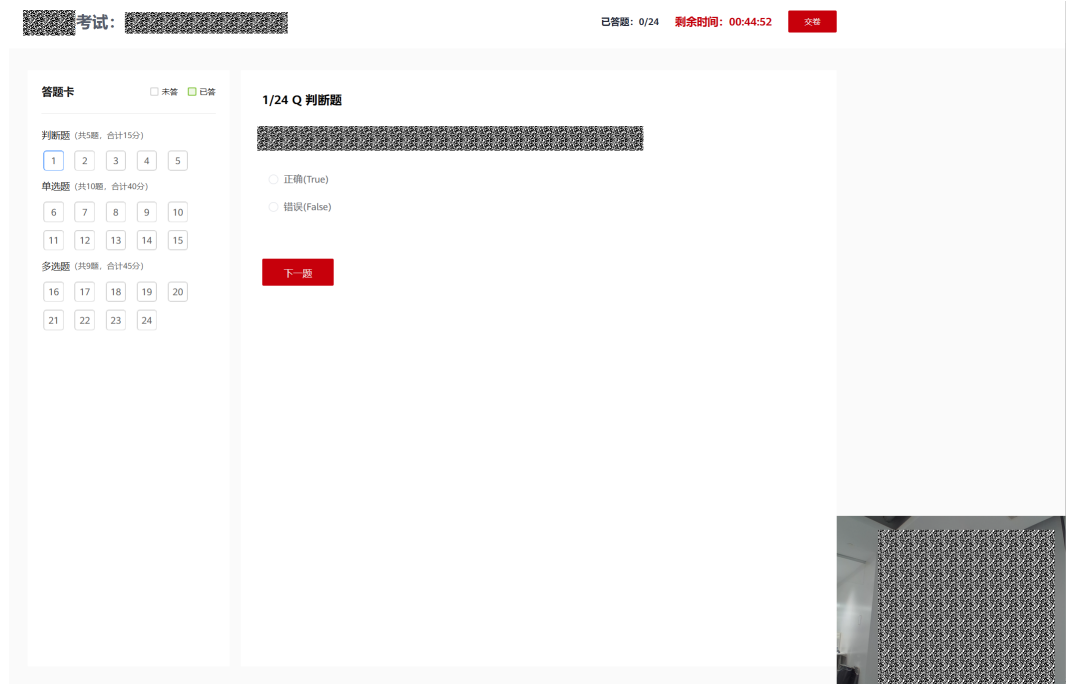 考试:
已答题: 0/24 剩余时间: 00:44:52 交卷
答题卡 未答 已答
判断题 (共5题, 合计15分)
1 2 3 4 5
单选题 (共10题, 合计40分)
6 7 8 9 10
11 12 13 14 15
多选题 (共9题, 合计45分)
16 17 18 19 20
21 22 23 24
1/24 Q 判断题
正确(True)
错误(False)
下一题